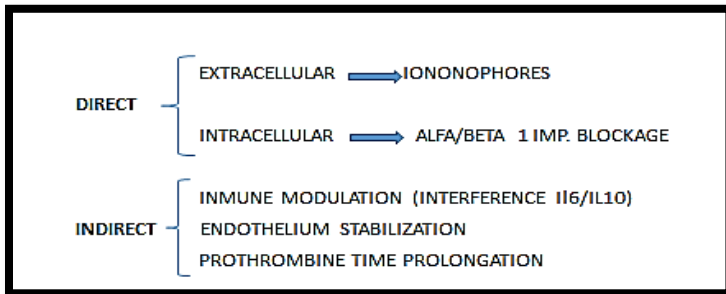 EXTRACELLULAR IONONOPHORES
DIRECT
INTRACELLULAR ALFA/BETA 1 IMP. BLOCKAGE
INMUNE MODULATION (INTERFERENCE Il6/IL10)
INDIRECT ENDOTHELIUM STABILIZATION
PROTHROMBINE TIME PROLONGATION